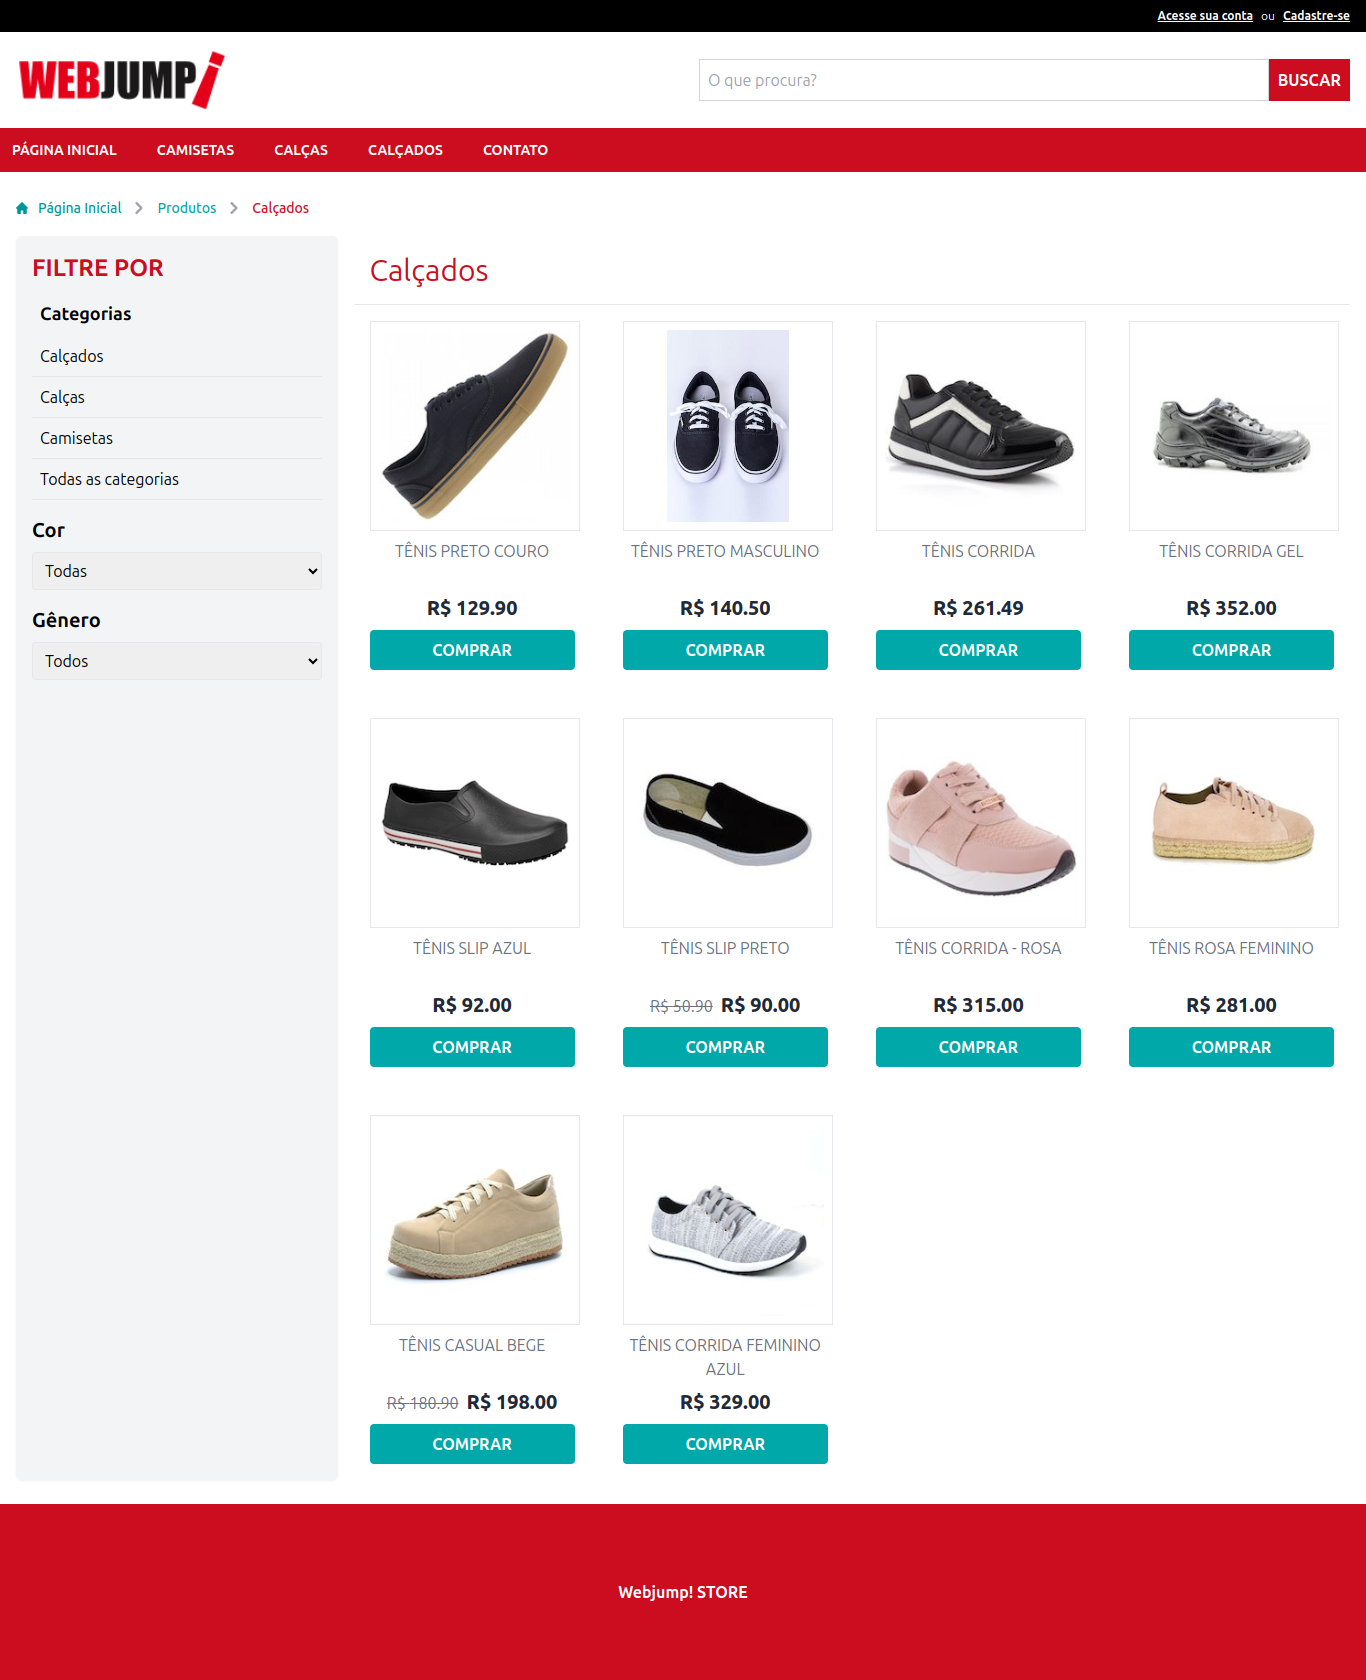 Acesse sua conta ou Cadastre-se
WEBJUMP!
O que procura?
BUSCAR
PÁGINA INICIAL
CAMISETAS
CALÇAS
CALÇADOS
CONTATO
Página Inicial
Produtos
Calçados
FILTRE POR
Categorias
Calçados
Calças
Camisetas
Todas as categorias
Cor
Todas
Gênero
Todos
Calçados
TÊNIS PRETO COURO
R$ 129.90
COMPRAR
TÊNIS PRETO MASCULINO
R$ 140.50
COMPRAR
TÊNIS CORRIDA
R$ 261.49
COMPRAR
TÊNIS CORRIDA GEL
R$ 352.00
COMPRAR
TÊNIS SLIP AZUL
R$ 92.00
COMPRAR
TÊNIS SLIP PRETO
R$ 50.90 R$ 90.00
COMPRAR
TÊNIS CORRIDA - ROSA
R$ 315.00
COMPRAR
TÊNIS ROSA FEMININO
R$ 281.00
COMPRAR
TÊNIS CASUAL BEGE
R$ 180.90 R$ 198.00
COMPRAR
TÊNIS CORRIDA FEMININO
AZUL
R$ 329.00
COMPRAR
Webjump! STORE